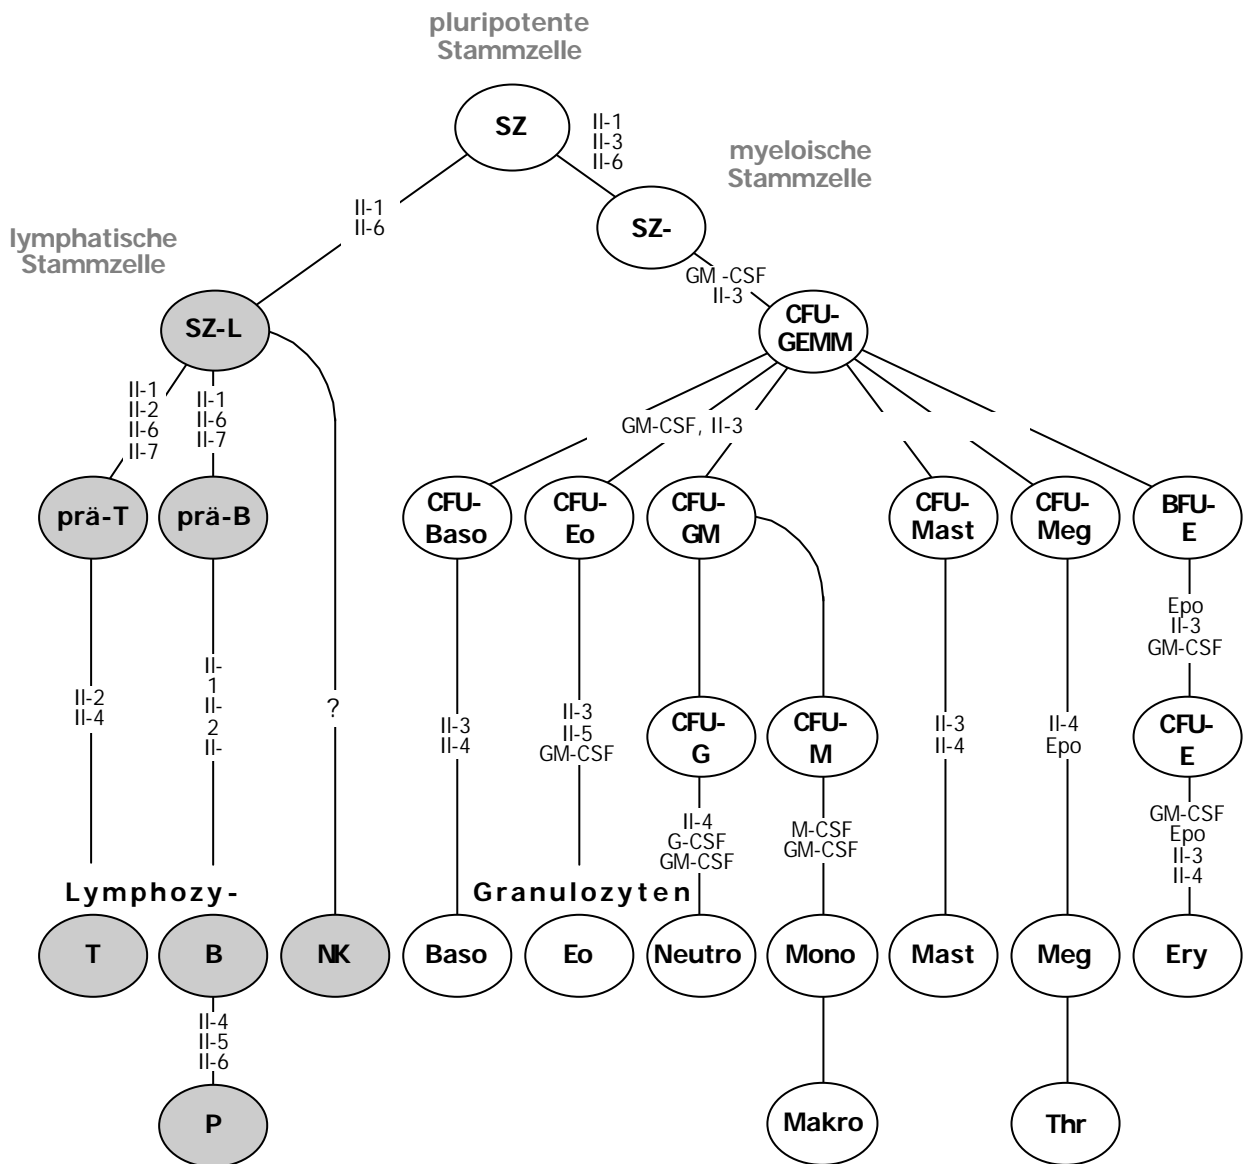 pluripotente
Stammzelle
SZ
Il-1
Il-3
Il-6
myeloische
Stammzelle
Il-1
Il-6
SZ-
lymphatische
Stammzelle
GM -CSF
Il-3
SZ-L
CFU-
GEMM
Il-1
Il-2
Il-6
Il-7
Il-1
Il-6
Il-7
GM-CSF, Il-3
prä-T
prä-B
CFU-
Baso
CFU-
Eo
CFU-
GM
CFU-
Mast
CFU-
Meg
BFU-
E
Epo
Il-3
GM-CSF
Il-2
Il-4
Il-
1
Il-
2
Il-
?
Il-3
Il-4
Il-3
Il-5
GM-CSF
CFU-
G
CFU-
M
Il-3
Il-4
Il-4
Epo
CFU-
E
Il-4
G-CSF
GM-CSF
M-CSF
GM-CSF
GM-CSF
Epo
Il-3
Il-4
Lymphozy-
Granulozyten
T
B
NK
Baso
Eo
Neutro
Mono
Mast
Meg
Ery
Il-4
Il-5
Il-6
P
Makro
Thr